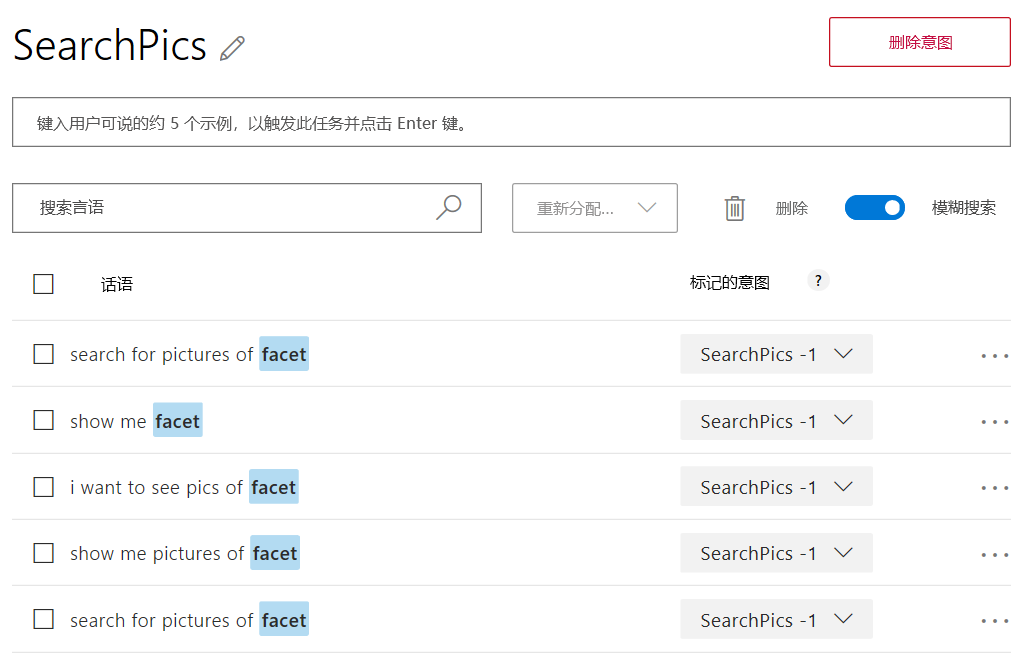 SearchPics
删除意图
键入用户可说的约 5 个示例，以触发此任务并点击 Enter 键。
搜索言语
重新分配...
删除
模糊搜索
话语
标记的意图
?
search for pictures of facet
SearchPics -1
show me facet
SearchPics -1
i want to see pics of facet
SearchPics -1
show me pictures of facet
SearchPics -1
search for pictures of facet
SearchPics -1